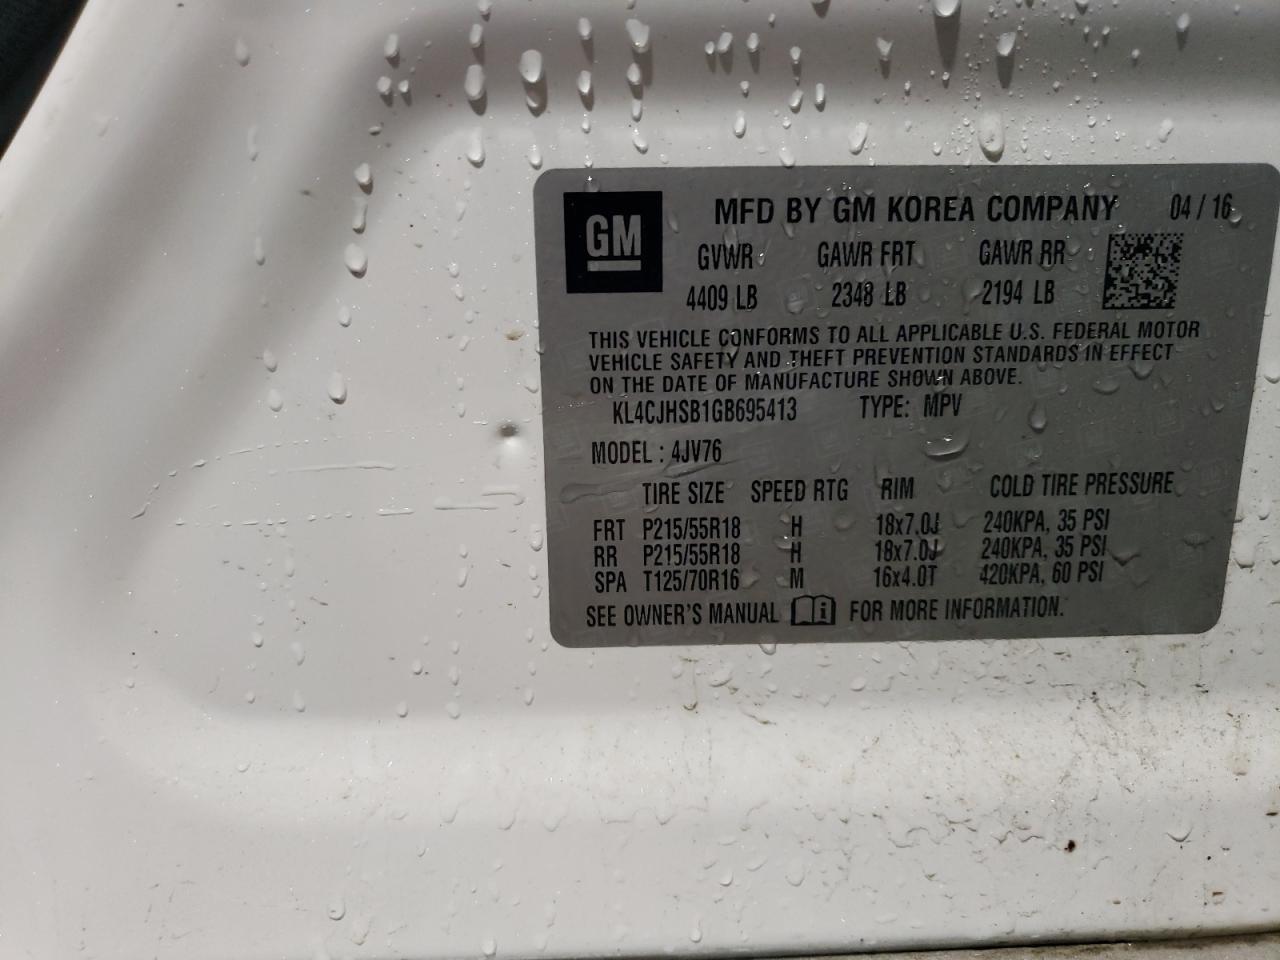 GM
MFD BY GM KOREA COMPANY 04 / 16
GVWR GAWR FRT GAWR RR
4409 LB 2348 LB 2194 LB
THIS VEHICLE CONFORMS TO ALL APPLICABLE U.S. FEDERAL MOTOR
VEHICLE SAFETY AND THEFT PREVENTION STANDARDS IN EFFECT
ON THE DATE OF MANUFACTURE SHOWN ABOVE.
KL4CJHSB1GB695413 TYPE: MPV
MODEL : 4JV76
TIRE SIZE SPEED RTG RIM COLD TIRE PRESSURE
FRT P215/55R18 H 18x7.0J 240KPA, 35 PSI
RR P215/55R18 H 18x7.0J 240KPA, 35 PSI
SPA T125/70R16 M 16x4.0T 420KPA, 60 PSI
SEE OWNER'S MANUAL i FOR MORE INFORMATION.